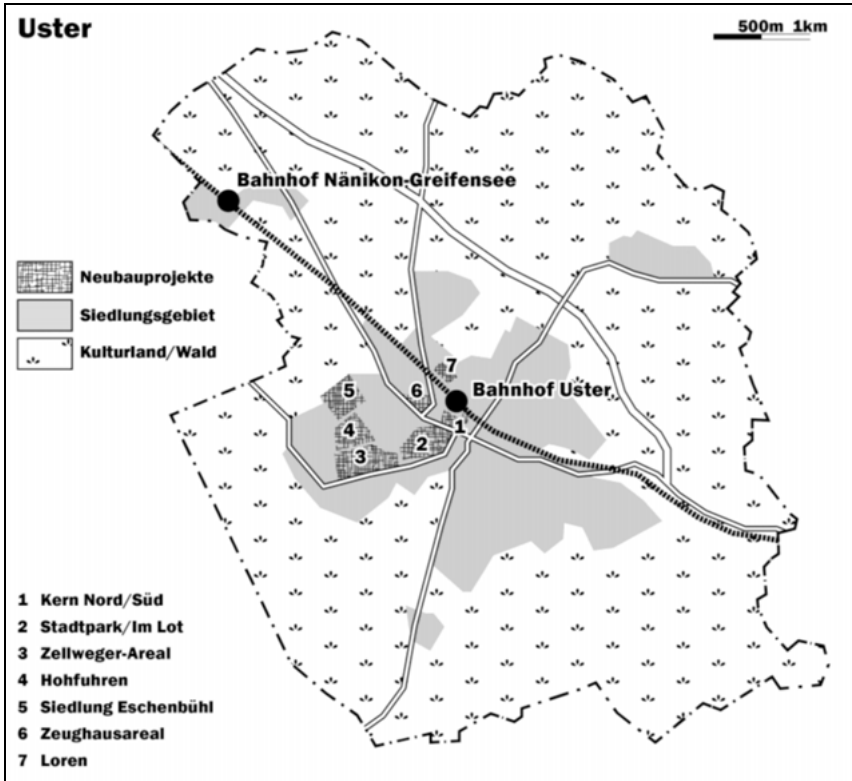 Uster
500m 1km
Bahnhof Nänikon-Greifensee
Neubauprojekte
Siedlungsgebiet
Kulturland/Wald
7
5
6
Bahnhof Uster
1
4
2
3
1 Kern Nord/Süd
2 Stadtpark/Im Lot
3 Zellweger-Areal
4 Hohfuhren
5 Siedlung Eschenbühl
6 Zeughausareal
7 Loren